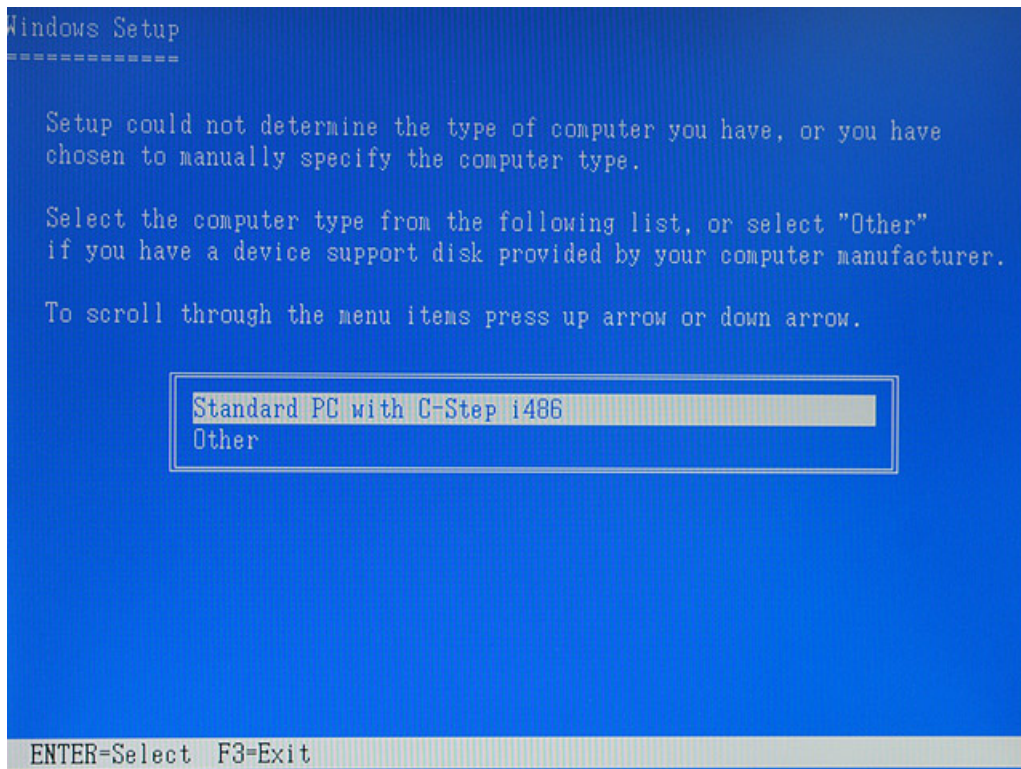 Windows Setup
=============
Setup could not determine the type of computer you have, or you have
chosen to manually specify the computer type.
Select the computer type from the following list, or select "Other"
if you have a device support disk provided by your computer manufacturer.
To scroll through the menu items press up arrow or down arrow.
Standard PC with C-Step i486
Other
ENTER=Select F3=Exit